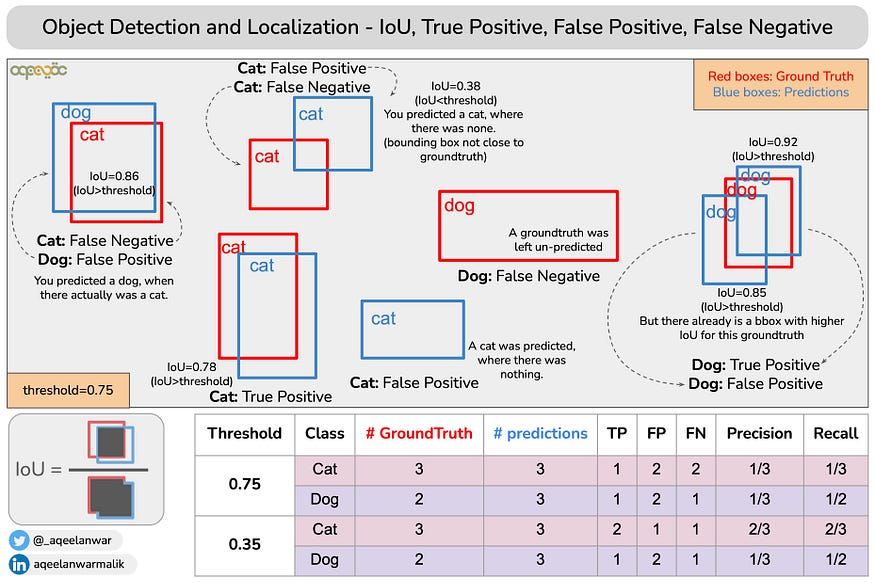 Object Detection and Localization - IoU, True Positive, False Positive, False Negative
Red boxes: Ground Truth
Blue boxes: Predictions
dog
cat
IoU=0.86
(IoU>threshold)
Cat: False Negative
Dog: False Positive
You predicted a dog, when
there actually was a cat.
Cat: False Positive
Cat: False Negative
cat
cat
IoU=0.38
(IoU<threshold)
You predicted a cat, where
there was none.
(bounding box not close to
groundtruth)
cat
cat
IoU=0.78
(IoU>threshold)
Cat: True Positive
dog
A groundtruth was
left un-predicted
Dog: False Negative
cat
A cat was predicted,
where there was
nothing.
Cat: False Positive
IoU=0.92
(IoU>threshold)
dog
dog
dog
IoU=0.85
(IoU>threshold)
But there already is a bbox with higher
IoU for this groundtruth
Dog: True Positive
Dog: False Positive
threshold=0.75
IoU =
@_aqeelanwar
in aqeelanwarmalik
Threshold Class # GroundTruth # predictions TP FP FN Precision Recall
0.75
Cat 3 3 1 2 2 1/3 1/3
Dog 2 3 1 2 1 1/3 1/2
0.35
Cat 3 3 2 1 1 2/3 2/3
Dog 2 3 1 2 1 1/3 1/2